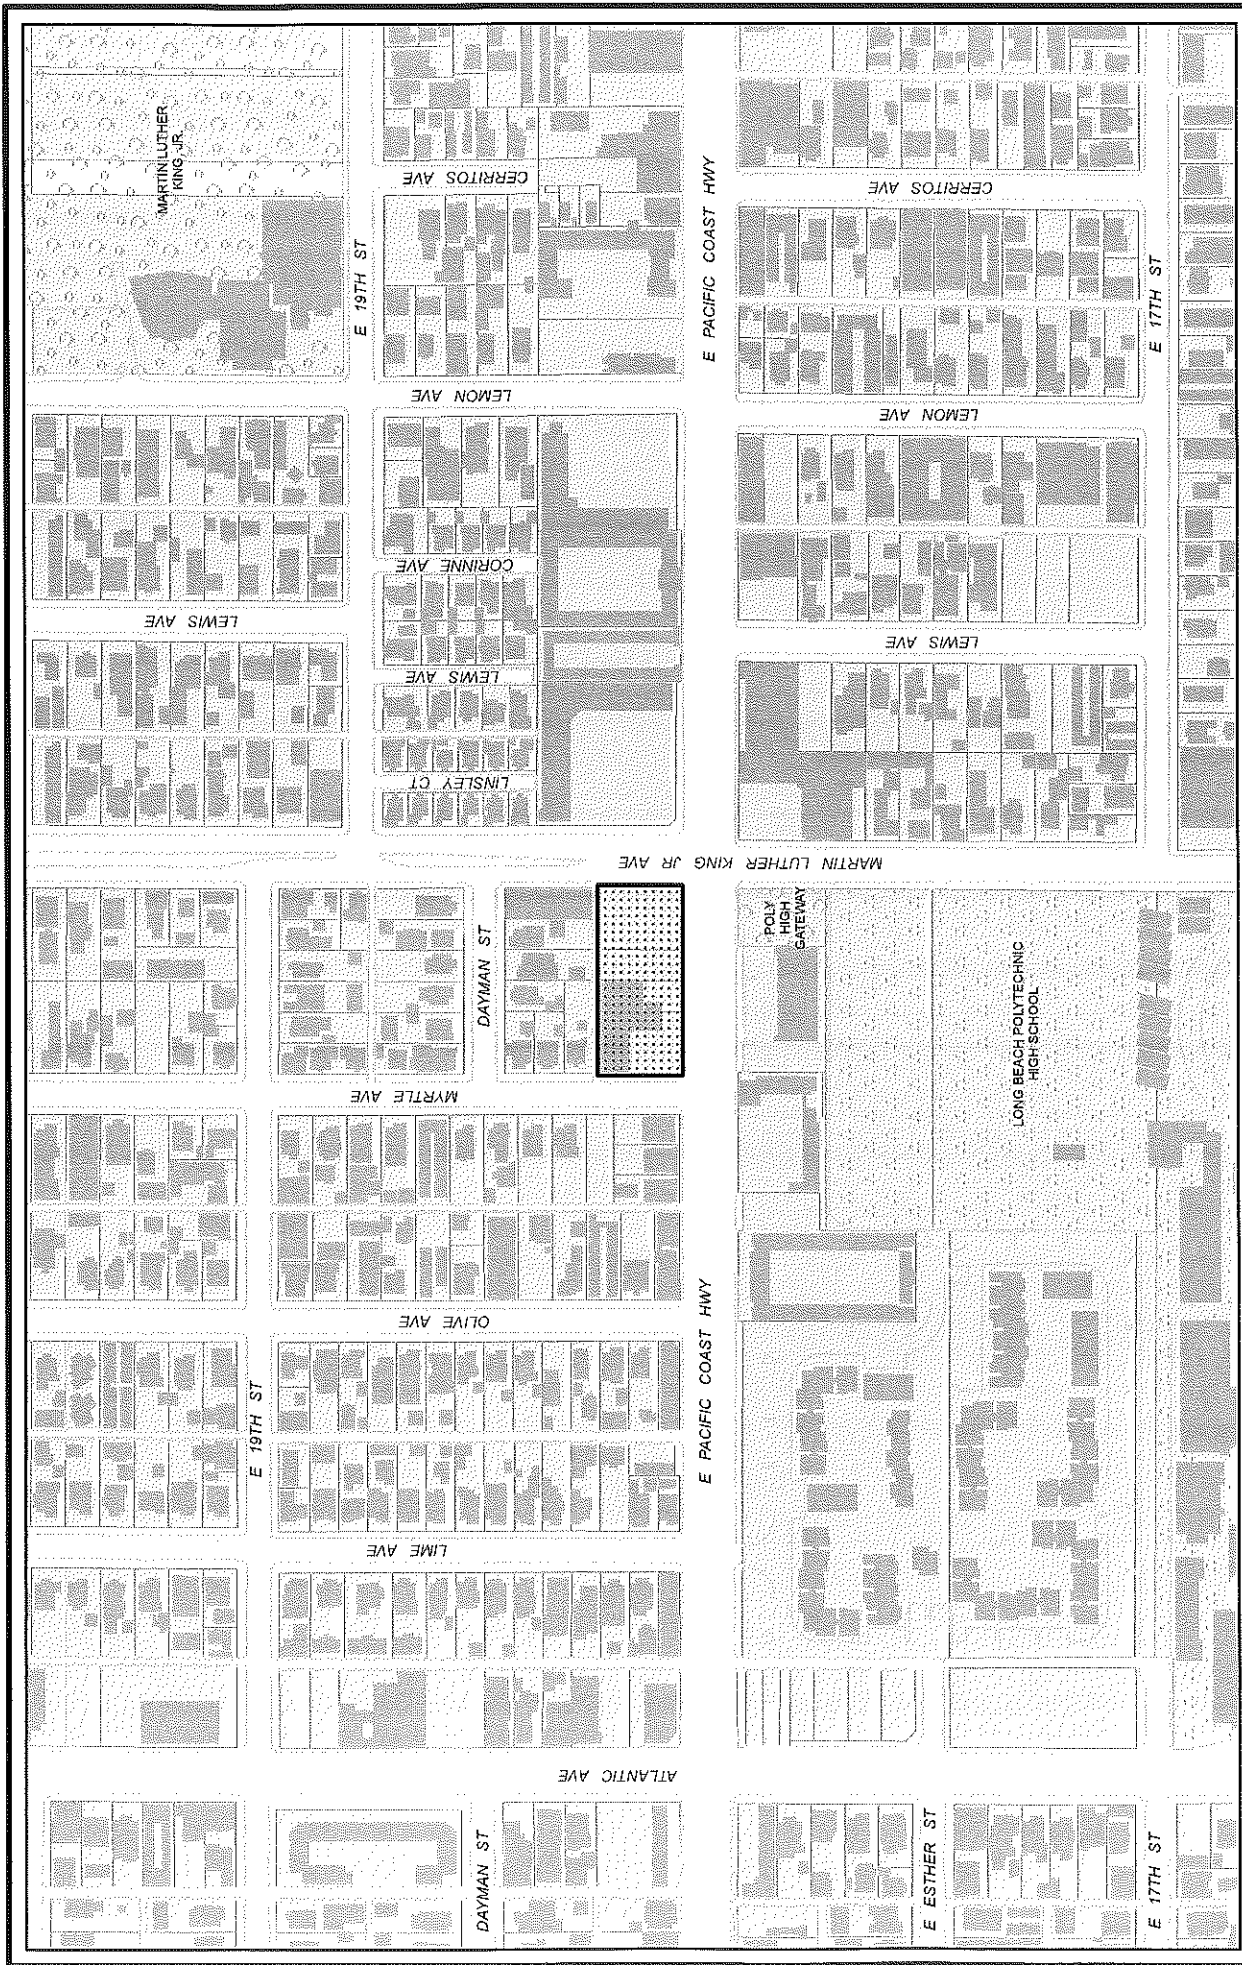 MARTIN LUTHER
KING, JR.
E 19TH ST
CERRITOS AVE
E PACIFIC COAST HWY
CERRITOS AVE
E 17TH ST
LEMON AVE
LEMON AVE
CORINNE AVE
LEWIS AVE
LEWIS AVE
LEWIS AVE
LINSLEY CT
MARTIN LUTHER KING JR AVE
POLY
HIGH
GATEWAY
DAYMAN ST
LONG BEACH POLYTECHNIC
HIGH SCHOOL
MYRTLE AVE
OLIVE AVE
E PACIFIC COAST HWY
E 19TH ST
LIME AVE
ATLANTIC AVE
DAYMAN ST
E ESTHER ST
E 17TH ST